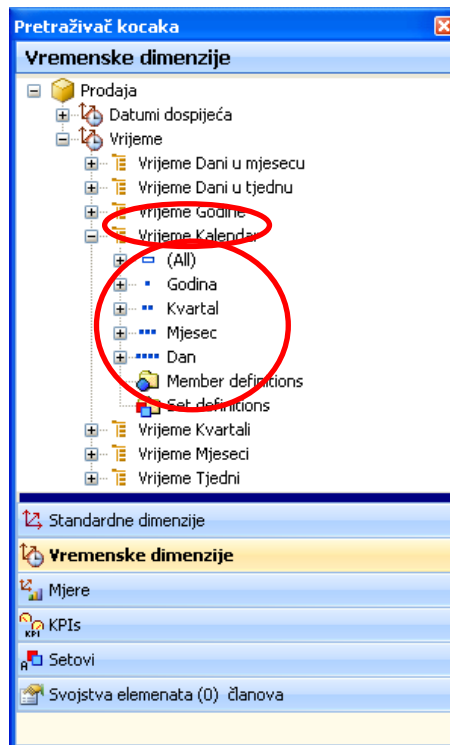 Pretraživač kocaka
Vremenske dimenzije
Prodaja
Datumi dospijeća
Vrijeme
Vrijeme Dani u mjesecu
Vrijeme Dani u tjednu
Vrijeme Godine
Vrijeme Kalendar
(All)
Godina
Kvartal
Mjesec
Dan
Member definitions
Set definitions
Vrijeme Kvartali
Vrijeme Mjeseci
Vrijeme Tjedni
Standardne dimenzije
Vremenske dimenzije
Mjere
KPI KPIs
A Setovi
Svojstva elemenata (0) članova